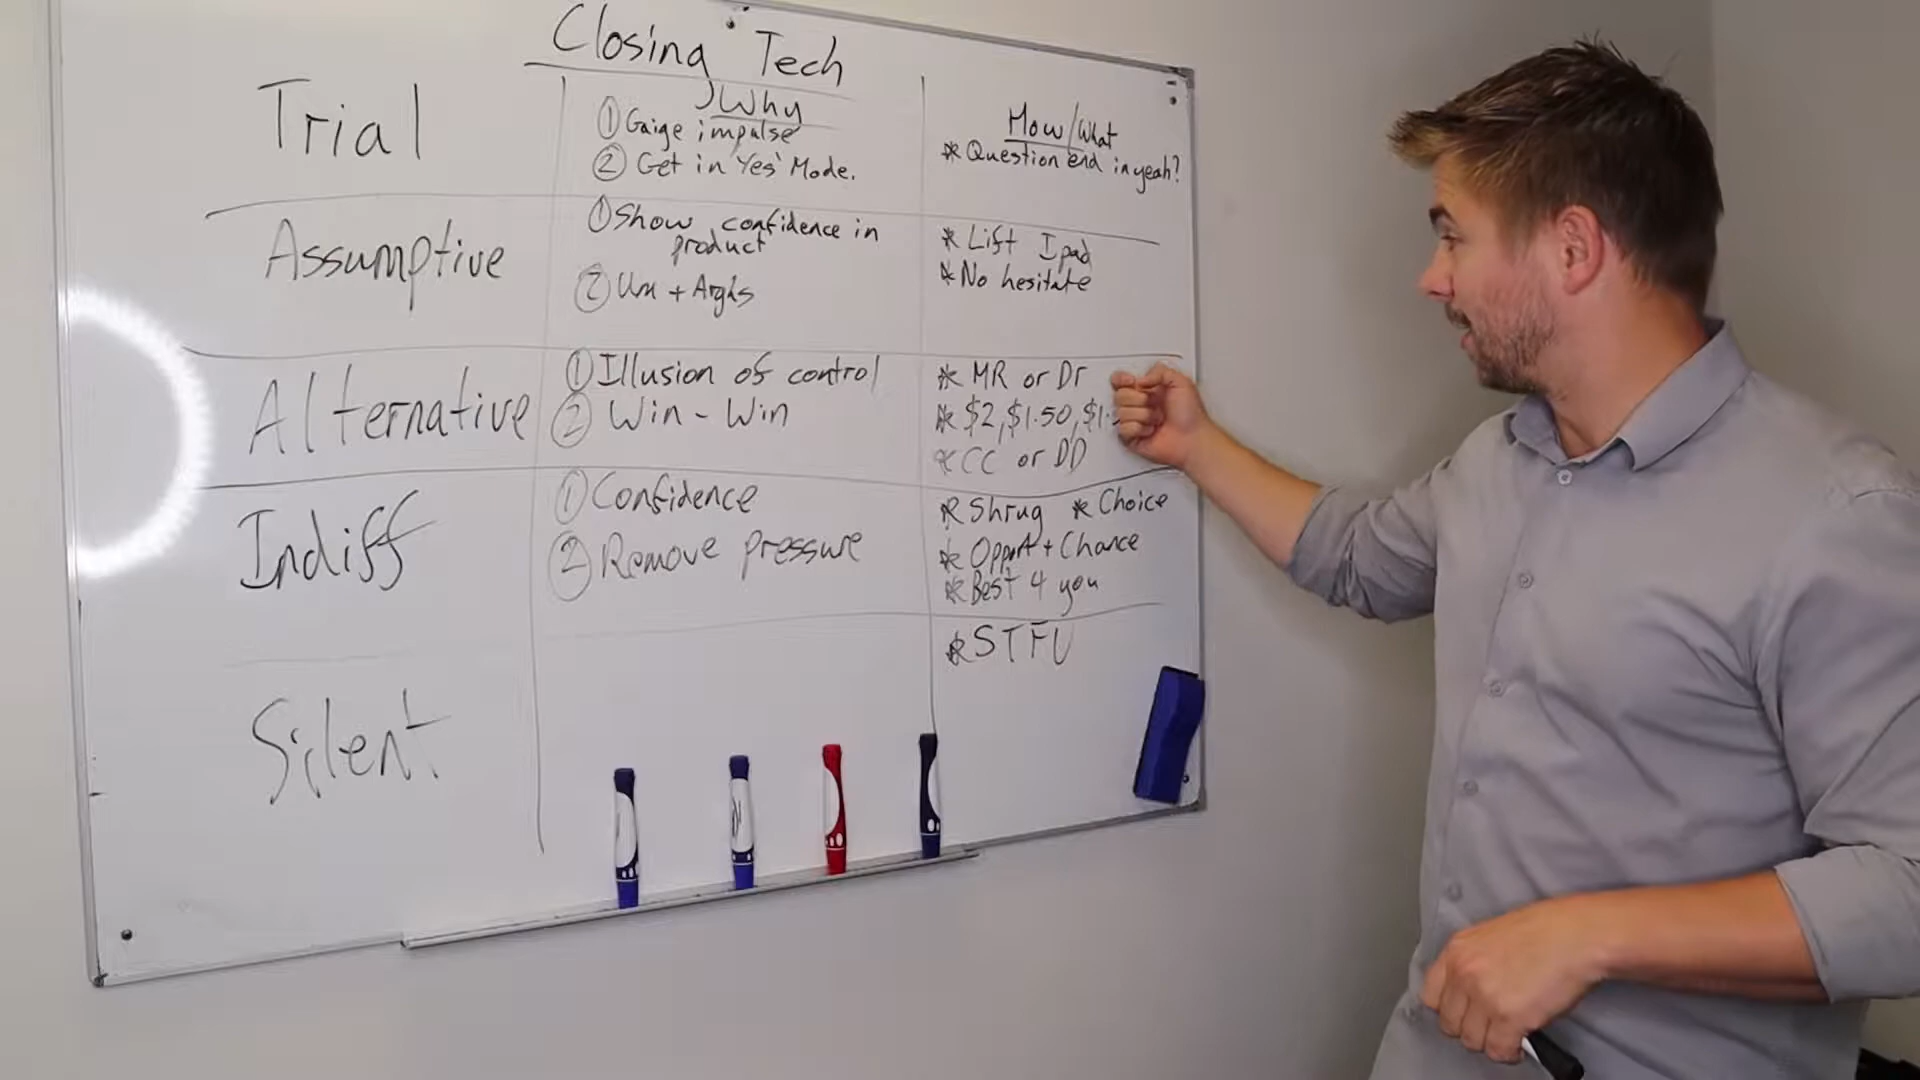 Closing Tech
Why
How/What
Trial
① Gaige impulse
② Get in 'Yes' Mode.
* Question end in yeah?
Assumptive
① Show confidence in
product
② Um + Arghs
* Lift Ipad
* No hesitate
Alternative
① Illusion of control
② Win - Win
* MR or Dr
* $2, $1.50, $1.
* CC or DD
Indiff
① Confidence
② Remove pressure
* Shrug * Choice
* Opport + Chance
* Best 4 you
Silent
* STFU